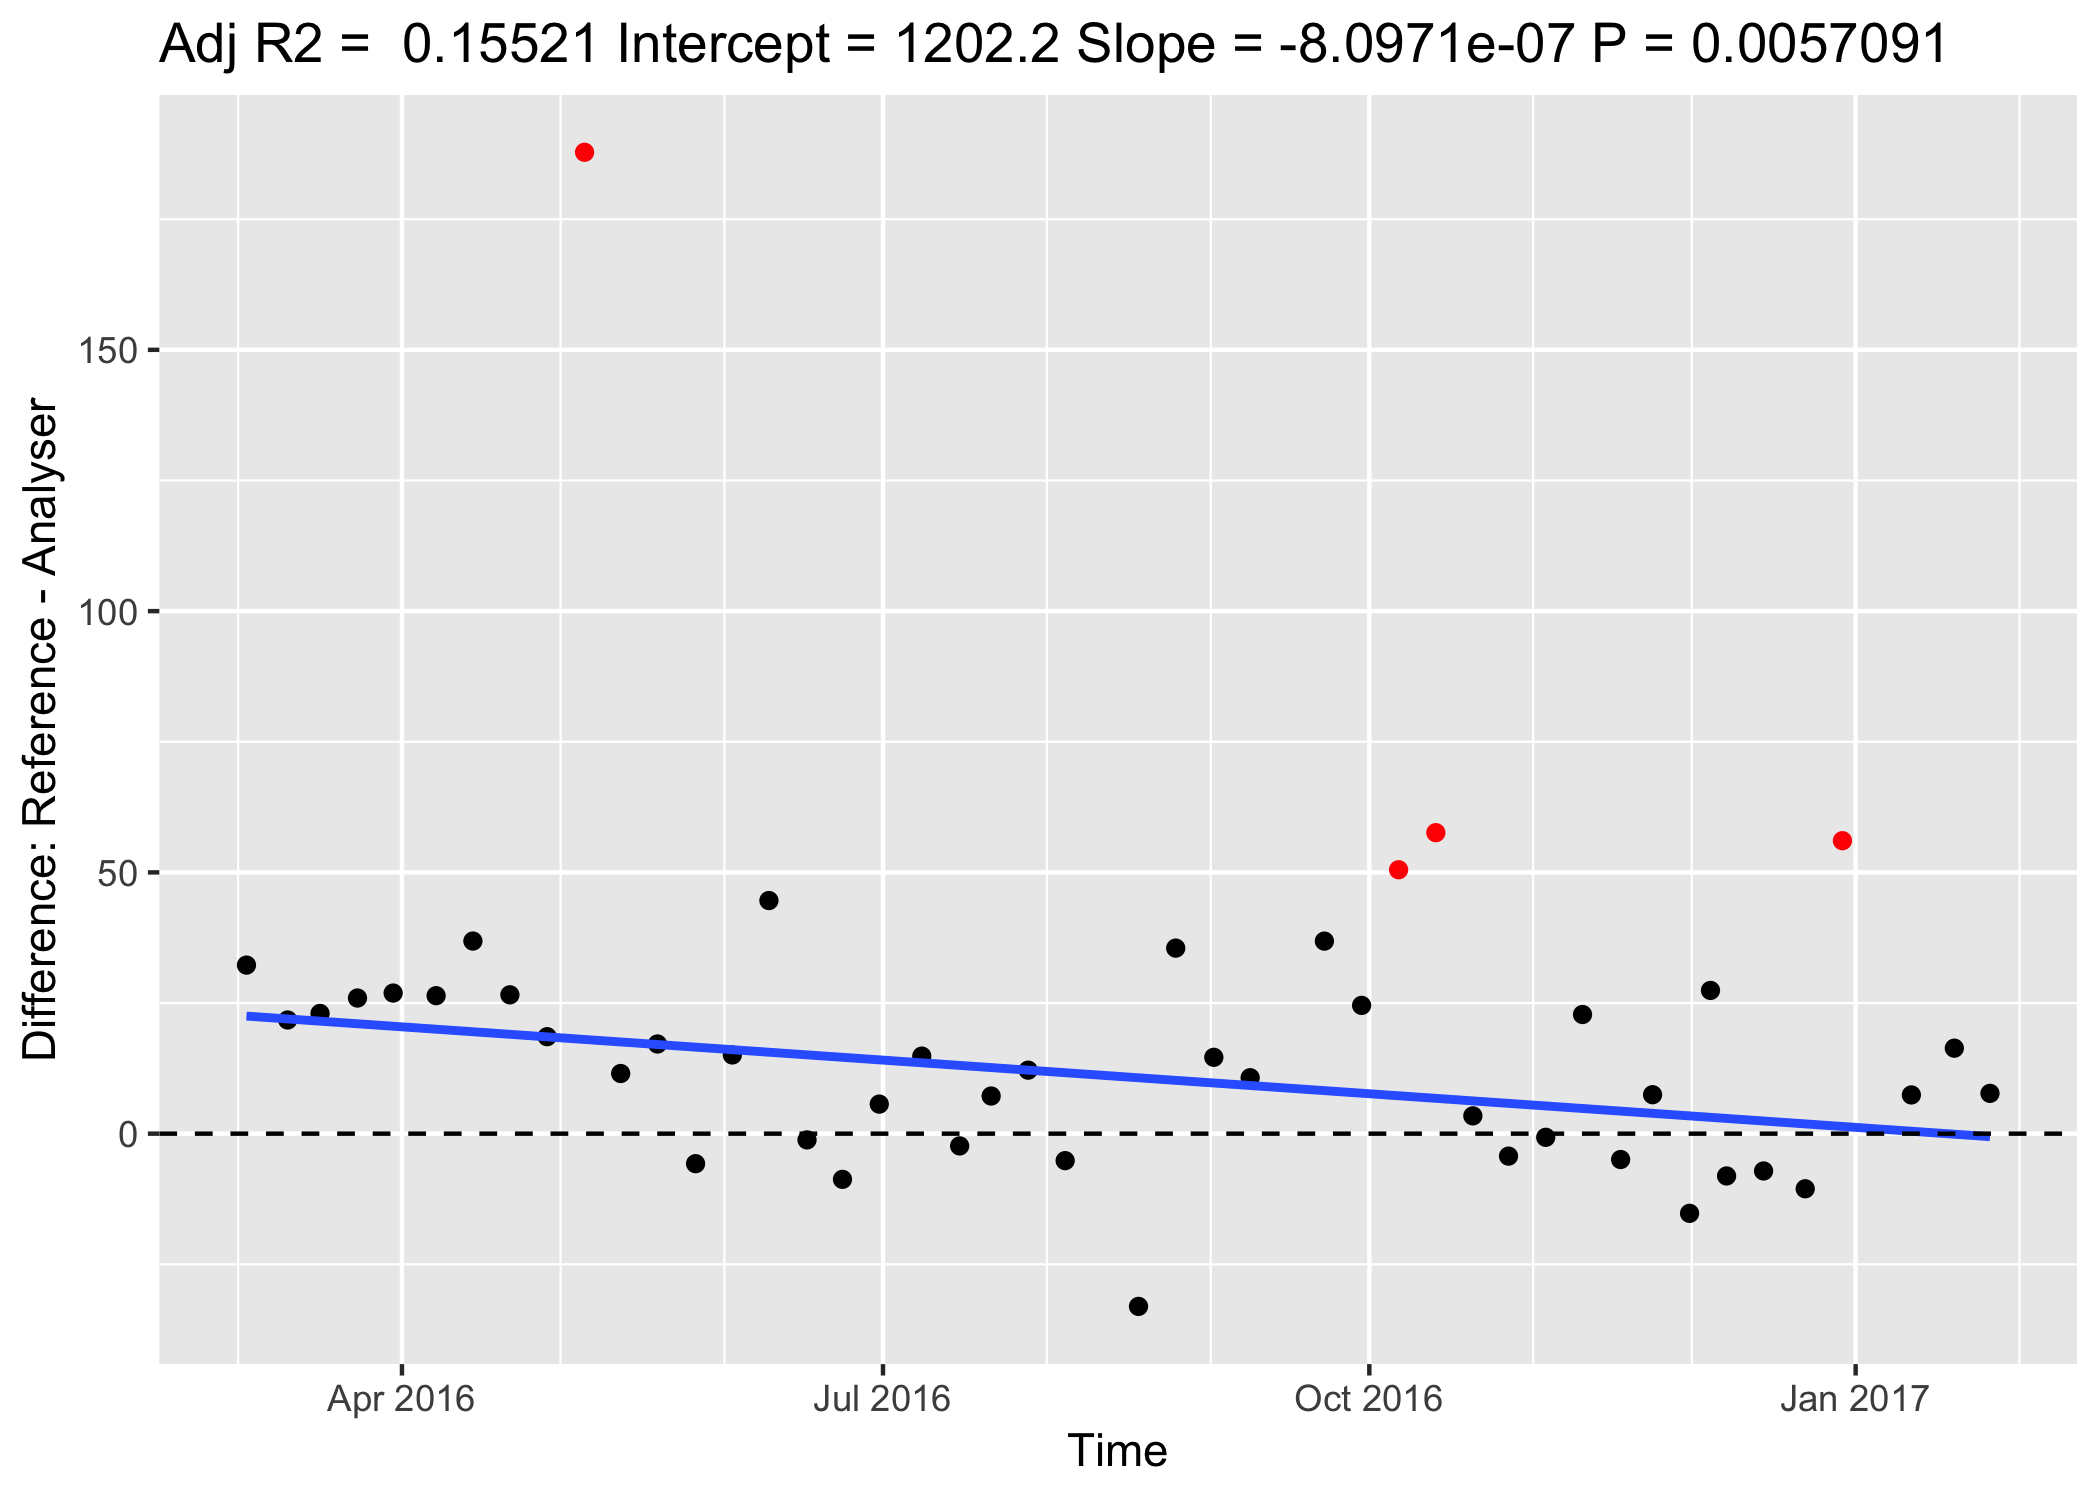 Adj R2 =  0.15521 Intercept = 1202.2 Slope = -8.0971e-07 P = 0.0057091
Difference: Reference - Analyser
150
100
50
0
Apr 2016
Jul 2016
Oct 2016
Jan 2017
Time